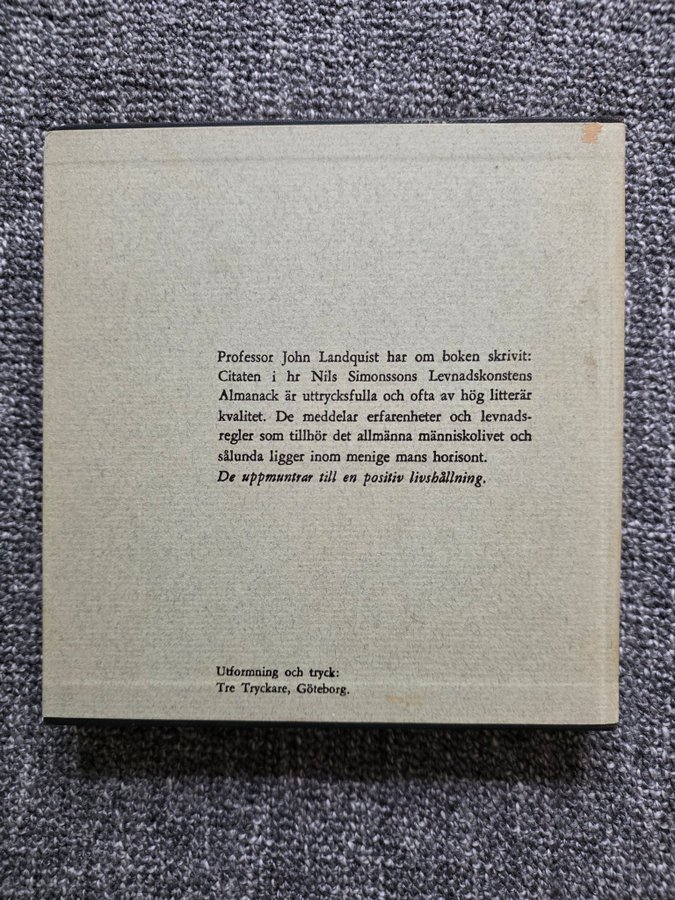 Professor John Landquist har om boken skrivit:
Citaten i hr Nils Simonssons Levnadskonstens
Almanack är uttrycksfulla och ofta av hög litterär
kvalitet. De meddelar erfarenheter och levnads-
regler som tillhör det allmänna människolivet och
sålunda ligger inom menige mans horisont.
De uppmuntrar till en positiv livshållning.
Utformning och tryck:
Tre Tryckare, Göteborg.